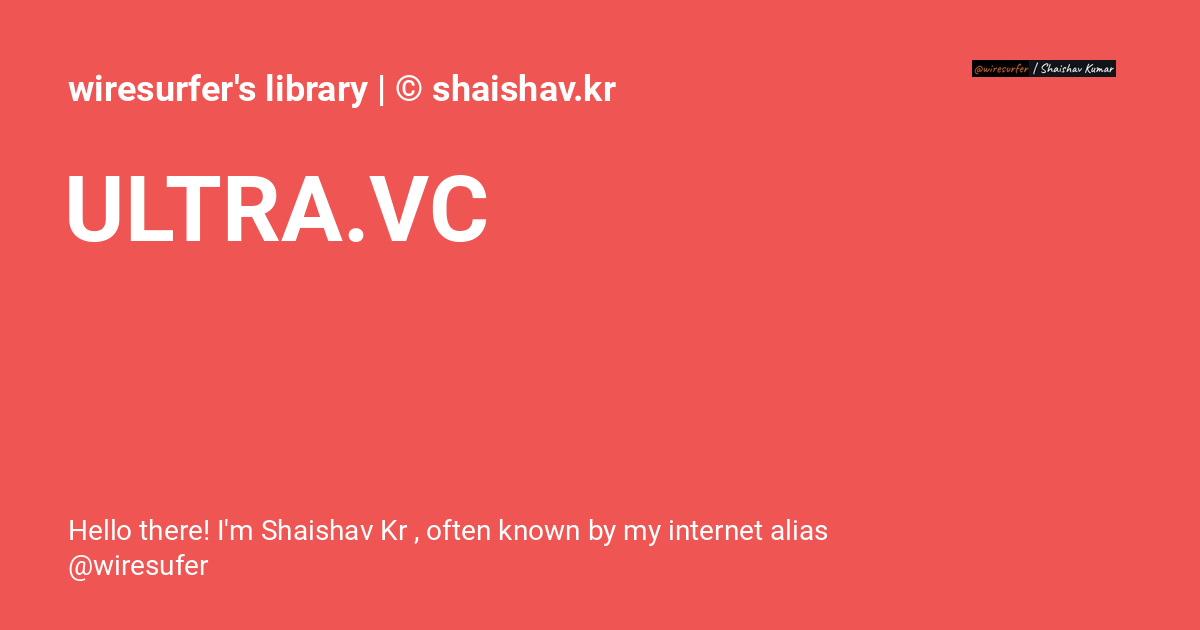 wiresurfer's library | © shaishav.kr
@wiresurfer | Shaishav Kumar
ULTRA.VC
Hello there! I'm Shaishav Kr , often known by my internet alias
@wiresufer